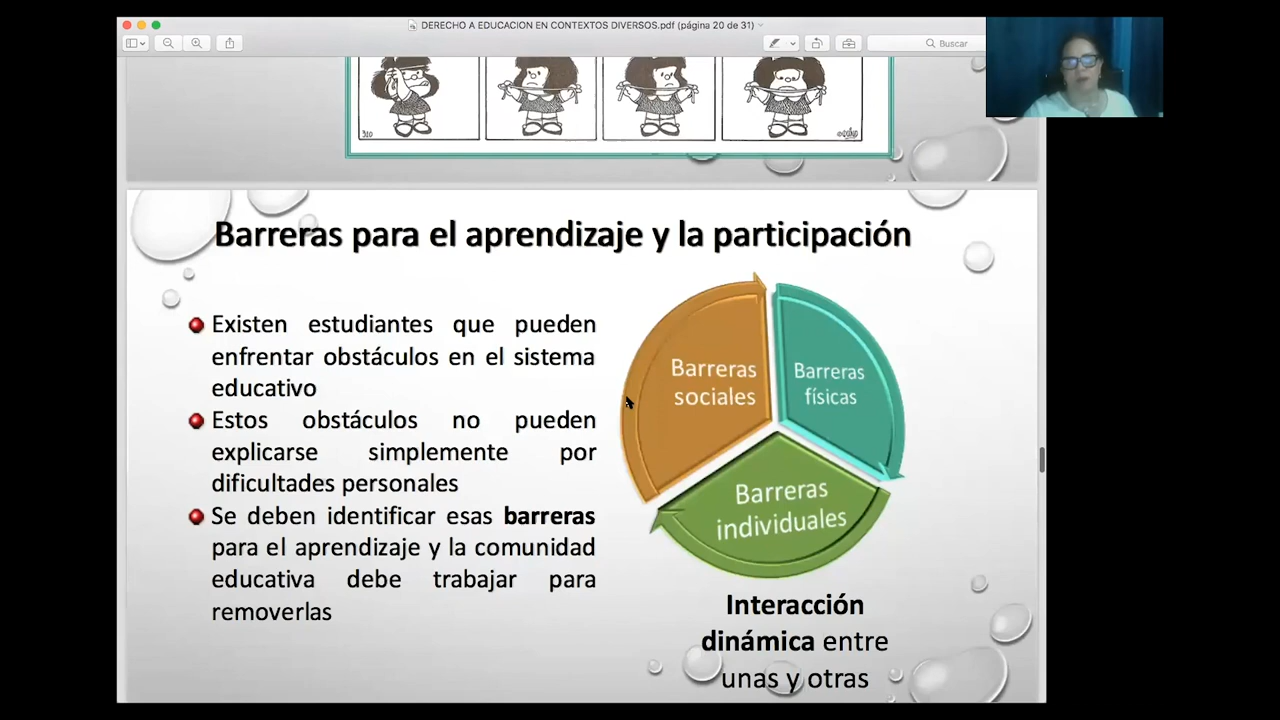 DERECHO A EDUCACION EN CONTEXTOS DIVERSOS.pdf (página 20 de 31)
Buscar
310
Barreras para el aprendizaje y la participación
Existen estudiantes que pueden
enfrentar obstáculos en el sistema
educativo
Estos obstáculos no pueden
explicarse simplemente por
dificultades personales
Se deben identificar esas barreras
para el aprendizaje y la comunidad
educativa debe trabajar para
removerlas
Barreras
sociales
Barreras
físicas
Barreras
individuales
Interacción
dinámica entre
unas y otras